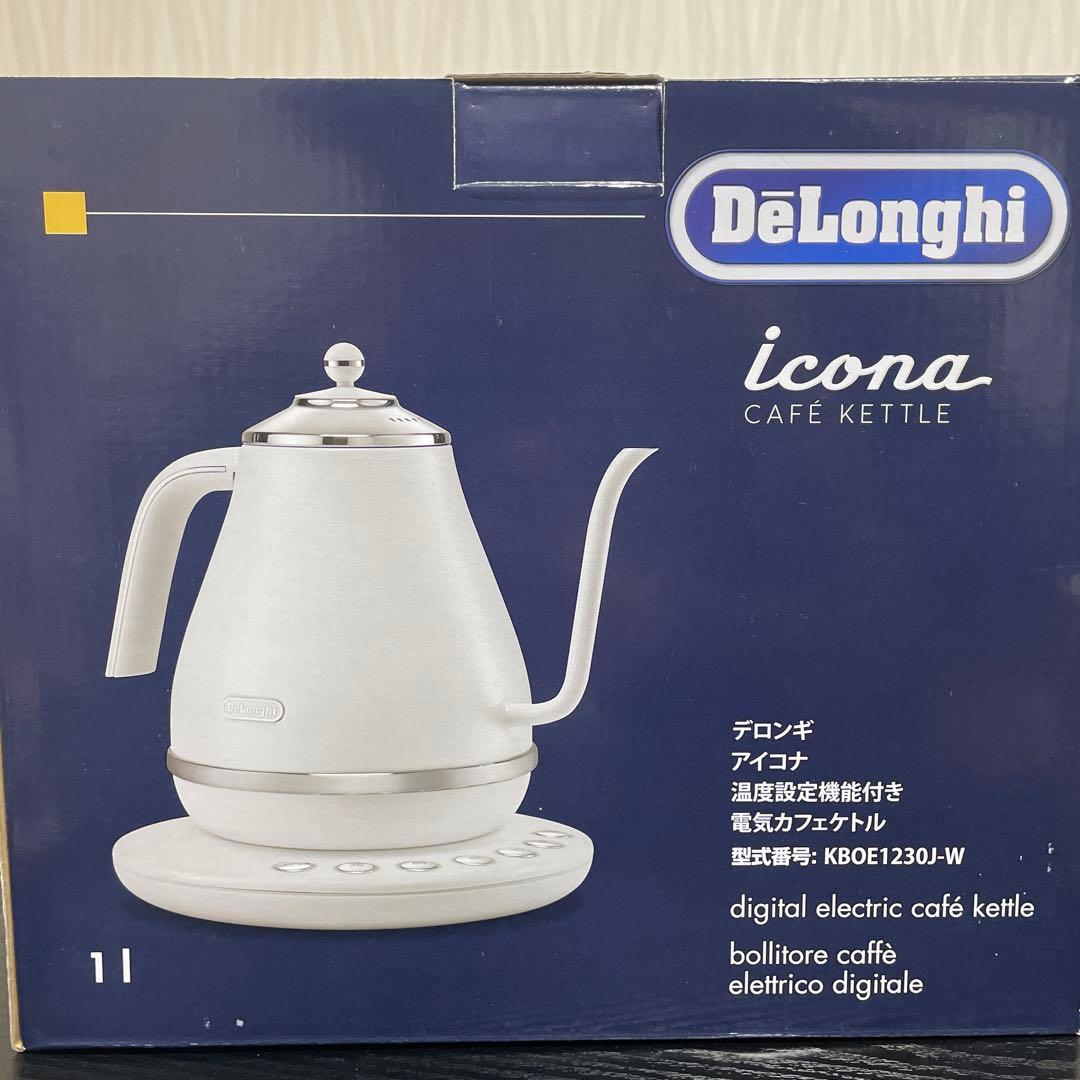 DēLonghi
icona
CAFÉ KETTLE
DēLonghi
デロンギ
アイコナ
温度設定機能付き
電気カフェケトル
型式番号: KBOE1230J-W
digital electric café kettle
bollitore caffè
elettrico digitale
1 l